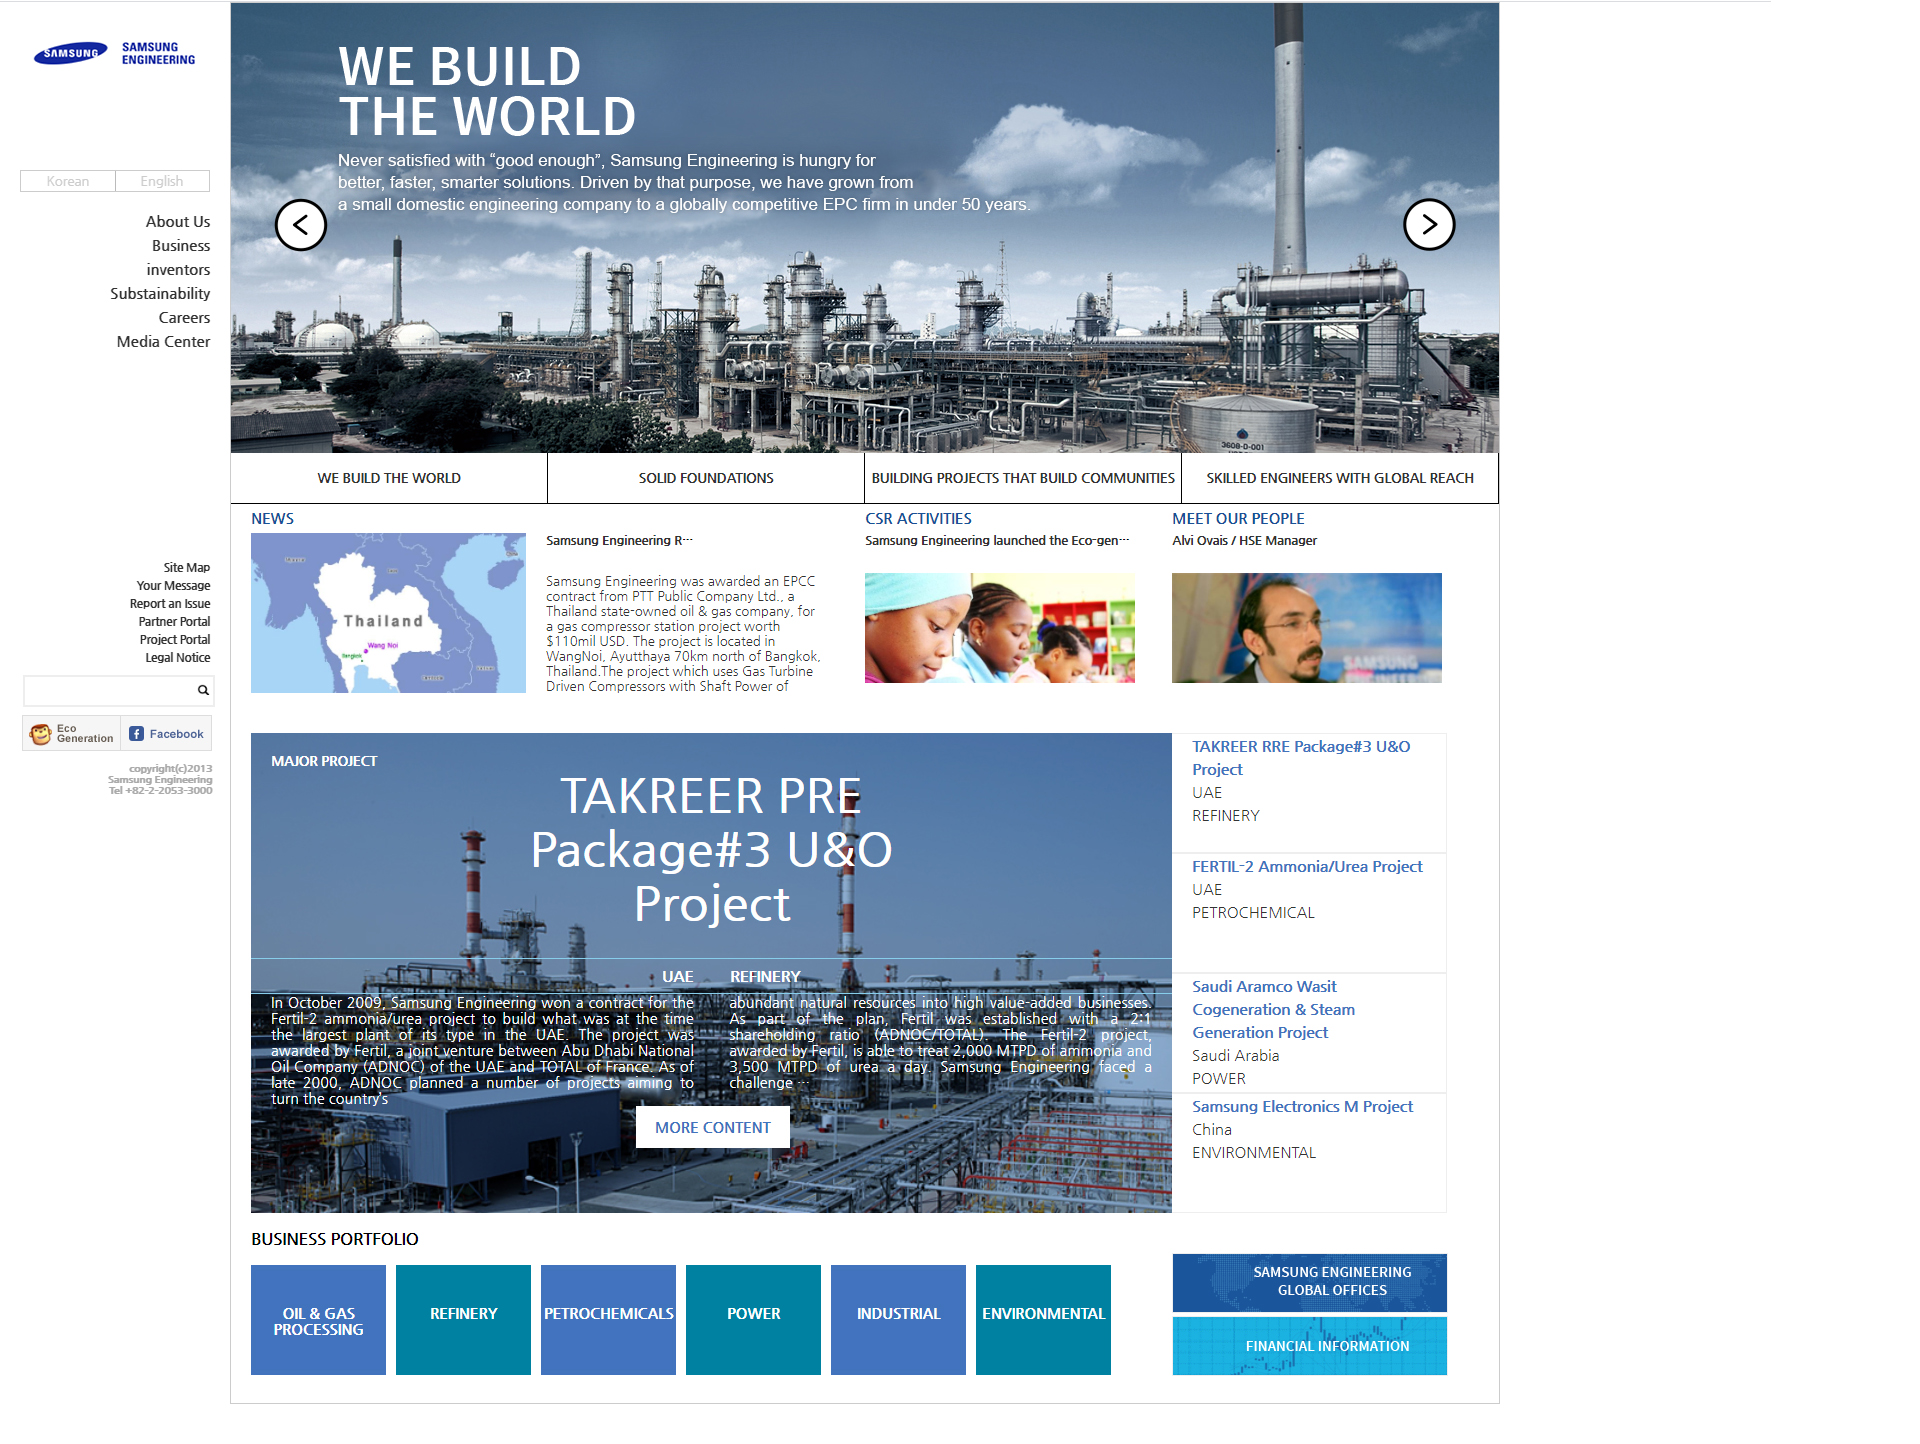 SAMSUNG
SAMSUNG
ENGINEERING
Korean
English
About Us
Business
inventors
Substainability
Careers
Media Center
Site Map
Your Message
Report an Issue
Partner Portal
Project Portal
Legal Notice
Eco
Generation
Facebook
copyright(c)2013
Samsung Engineering
Tel +82-2-2053-3000
WE BUILD
THE WORLD
Never satisfied with “good enough”, Samsung Engineering is hungry for
better, faster, smarter solutions. Driven by that purpose, we have grown from
a small domestic engineering company to a globally competitive EPC firm in under 50 years.
3600-D-001
WE BUILD THE WORLD
SOLID FOUNDATIONS
BUILDING PROJECTS THAT BUILD COMMUNITIES
SKILLED ENGINEERS WITH GLOBAL REACH
NEWS
Thailand
Wang Noi
Bangkok
Samsung Engineering R···
Samsung Engineering was awarded an EPCC
contract from PTT Public Company Ltd., a
Thailand state-owned oil & gas company, for
a gas compressor station project worth
$110mil USD. The project is located in
WangNoi, Ayutthaya 70km north of Bangkok,
Thailand.The project which uses Gas Turbine
Driven Compressors with Shaft Power of
CSR ACTIVITIES
Samsung Engineering launched the Eco-gen···
MEET OUR PEOPLE
Alvi Ovais / HSE Manager
SAMSUNG
MAJOR PROJECT
TAKREER PRE
Package#3 U&O
Project
UAE
REFINERY
In October 2009, Samsung Engineering won a contract for the
Fertil-2 ammonia/urea project to build what was at the time
the largest plant of its type in the UAE. The project was
awarded by Fertil, a joint venture between Abu Dhabi National
Oil Company (ADNOC) of the UAE and TOTAL of France. As of
late 2000, ADNOC planned a number of projects aiming to
turn the country's
abundant natural resources into high value-added businesses.
As part of the plan, Fertil was established with a 2:1
shareholding ratio (ADNOC/TOTAL). The Fertil-2 project,
awarded by Fertil, is able to treat 2,000 MTPD of ammonia and
3,500 MTPD of urea a day. Samsung Engineering faced a
challenge ···
MORE CONTENT
TAKREER RRE Package#3 U&O
Project
UAE
REFINERY
FERTIL-2 Ammonia/Urea Project
UAE
PETROCHEMICAL
Saudi Aramco Wasit
Cogeneration & Steam
Generation Project
Saudi Arabia
POWER
Samsung Electronics M Project
China
ENVIRONMENTAL
BUSINESS PORTFOLIO
OIL & GAS
PROCESSING
REFINERY
PETROCHEMICALS
POWER
INDUSTRIAL
ENVIRONMENTAL
SAMSUNG ENGINEERING
GLOBAL OFFICES
FINANCIAL INFORMATION